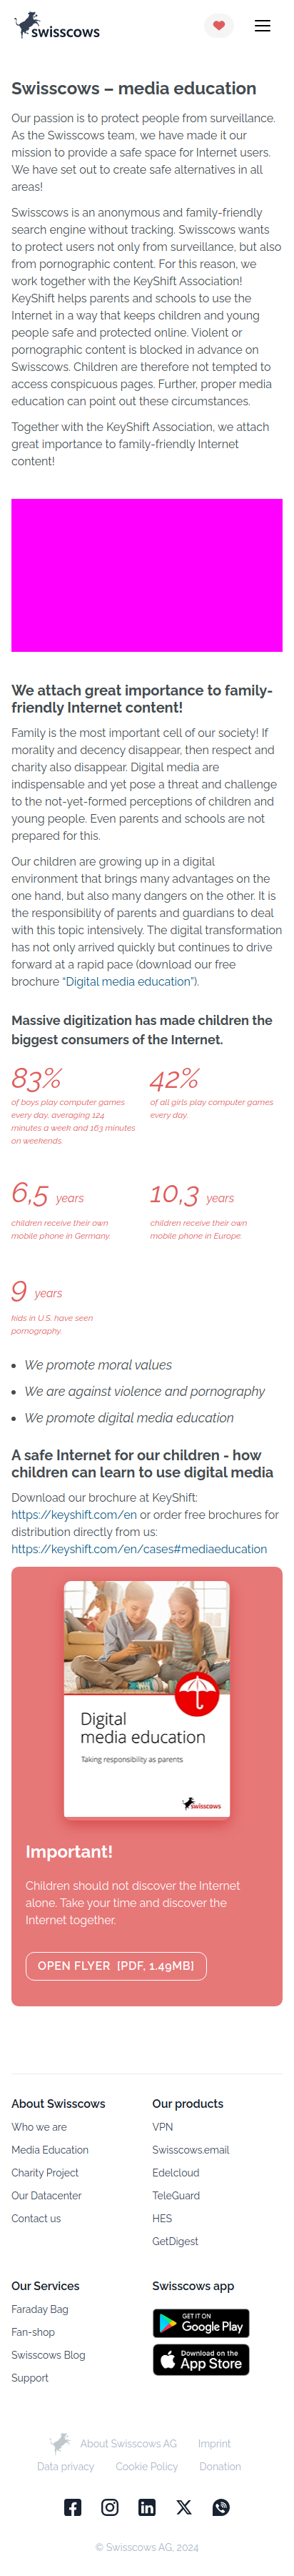 swisscows
Swisscows – media education
Our passion is to protect people from surveillance.
As the Swisscows team, we have made it our
mission to provide a safe space for Internet users.
We have set out to create safe alternatives in all
areas!
Swisscows is an anonymous and family-friendly
search engine without tracking. Swisscows wants
to protect users not only from surveillance, but also
from pornographic content. For this reason, we
work together with the KeyShift Association!
KeyShift helps parents and schools to use the
Internet in a way that keeps children and young
people safe and protected online. Violent or
pornographic content is blocked in advance on
Swisscows. Children are therefore not tempted to
access conspicuous pages. Further, proper media
education can point out these circumstances.
Together with the KeyShift Association, we attach
great importance to family-friendly Internet
content!
We attach great importance to family-
friendly Internet content!
Family is the most important cell of our society! If
morality and decency disappear, then respect and
charity also disappear. Digital media are
indispensable and yet pose a threat and challenge
to the not-yet-formed perceptions of children and
young people. Even parents and schools are not
prepared for this.
Our children are growing up in a digital
environment that brings many advantages on the
one hand, but also many dangers on the other. It is
the responsibility of parents and guardians to deal
with this topic intensively. The digital transformation
has not only arrived quickly but continues to drive
forward at a rapid pace (download our free
brochure “Digital media education”).
Massive digitization has made children the
biggest consumers of the Internet.
83%
of boys play computer games
every day, averaging 124
minutes a week and 163 minutes
on weekends.
42%
of all girls play computer games
every day.
6,5 years
children receive their own
mobile phone in Germany.
10,3 years
children receive their own
mobile phone in Europe.
9 years
kids in U.S. have seen
pornography.
• We promote moral values
• We are against violence and pornography
• We promote digital media education
A safe Internet for our children - how
children can learn to use digital media
Download our brochure at KeyShift:
https://keyshift.com/en or order free brochures for
distribution directly from us:
https://keyshift.com/en/cases#mediaeducation
Digital
media education
Taking responsibility as parents
swisscows
Important!
Children should not discover the Internet
alone. Take your time and discover the
Internet together.
OPEN FLYER [PDF, 1.49MB]
About Swisscows
Who we are
Media Education
Charity Project
Our Datacenter
Contact us
Our products
VPN
Swisscows.email
Edelcloud
TeleGuard
HES
GetDigest
Our Services
Faraday Bag
Fan-shop
Swisscows Blog
Support
Swisscows app
GET IT ON
Google Play
Download on the
App Store
About Swisscows AG
Imprint
Data privacy
Cookie Policy
Donation
© Swisscows AG, 2024